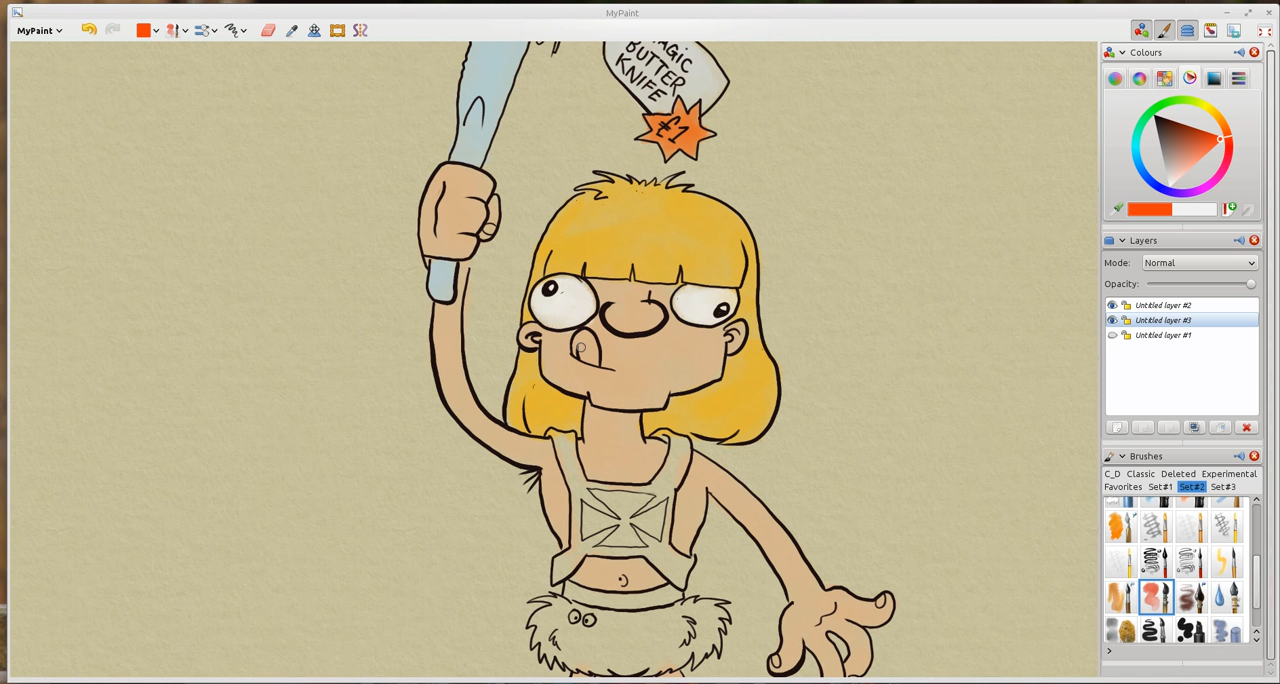 MyPaint
MyPaint
AGIC
BUTTER
KNIFE
£1
Colours
Layers
Mode: Normal
Opacity:
Untitled layer #2
Untitled layer #3
Untitled layer #1
Brushes
C_D Classic Deleted Experimental
Favorites Set#1 Set#2 Set#3